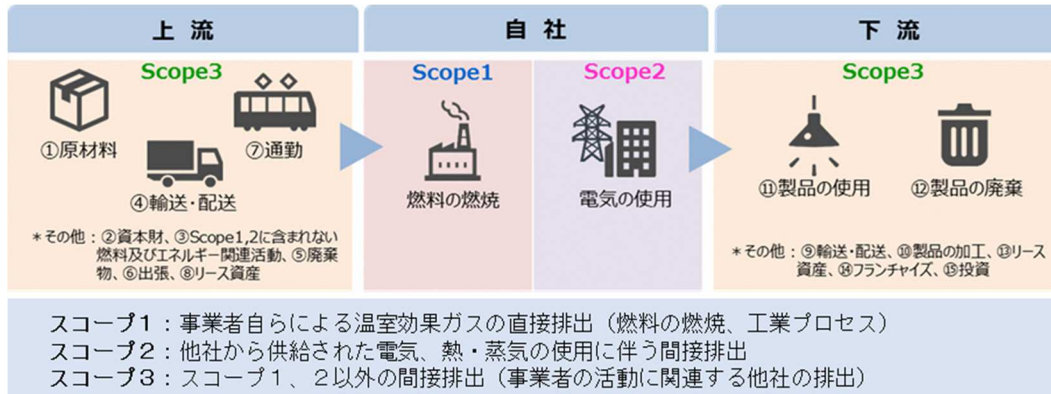 上流
自社
下流
Scope3
①原材料
⑦通勤
④輸送・配送
＊その他：②資本財、③Scope1,2に含まれない
燃料及びエネルギー関連活動、⑤廃棄
物、⑥出張、⑧リース資産
Scope1
燃料の燃焼
Scope2
電気の使用
Scope3
⑪製品の使用
⑫製品の廃棄
＊その他：⑨輸送・配送、⑩製品の加工、⑬リース
資産、⑭フランチャイズ、⑮投資
スコープ１：事業者自らによる温室効果ガスの直接排出（燃料の燃焼、工業プロセス）
スコープ２：他社から供給された電気、熱・蒸気の使用に伴う間接排出
スコープ３：スコープ１、２以外の間接排出（事業者の活動に関連する他社の排出）